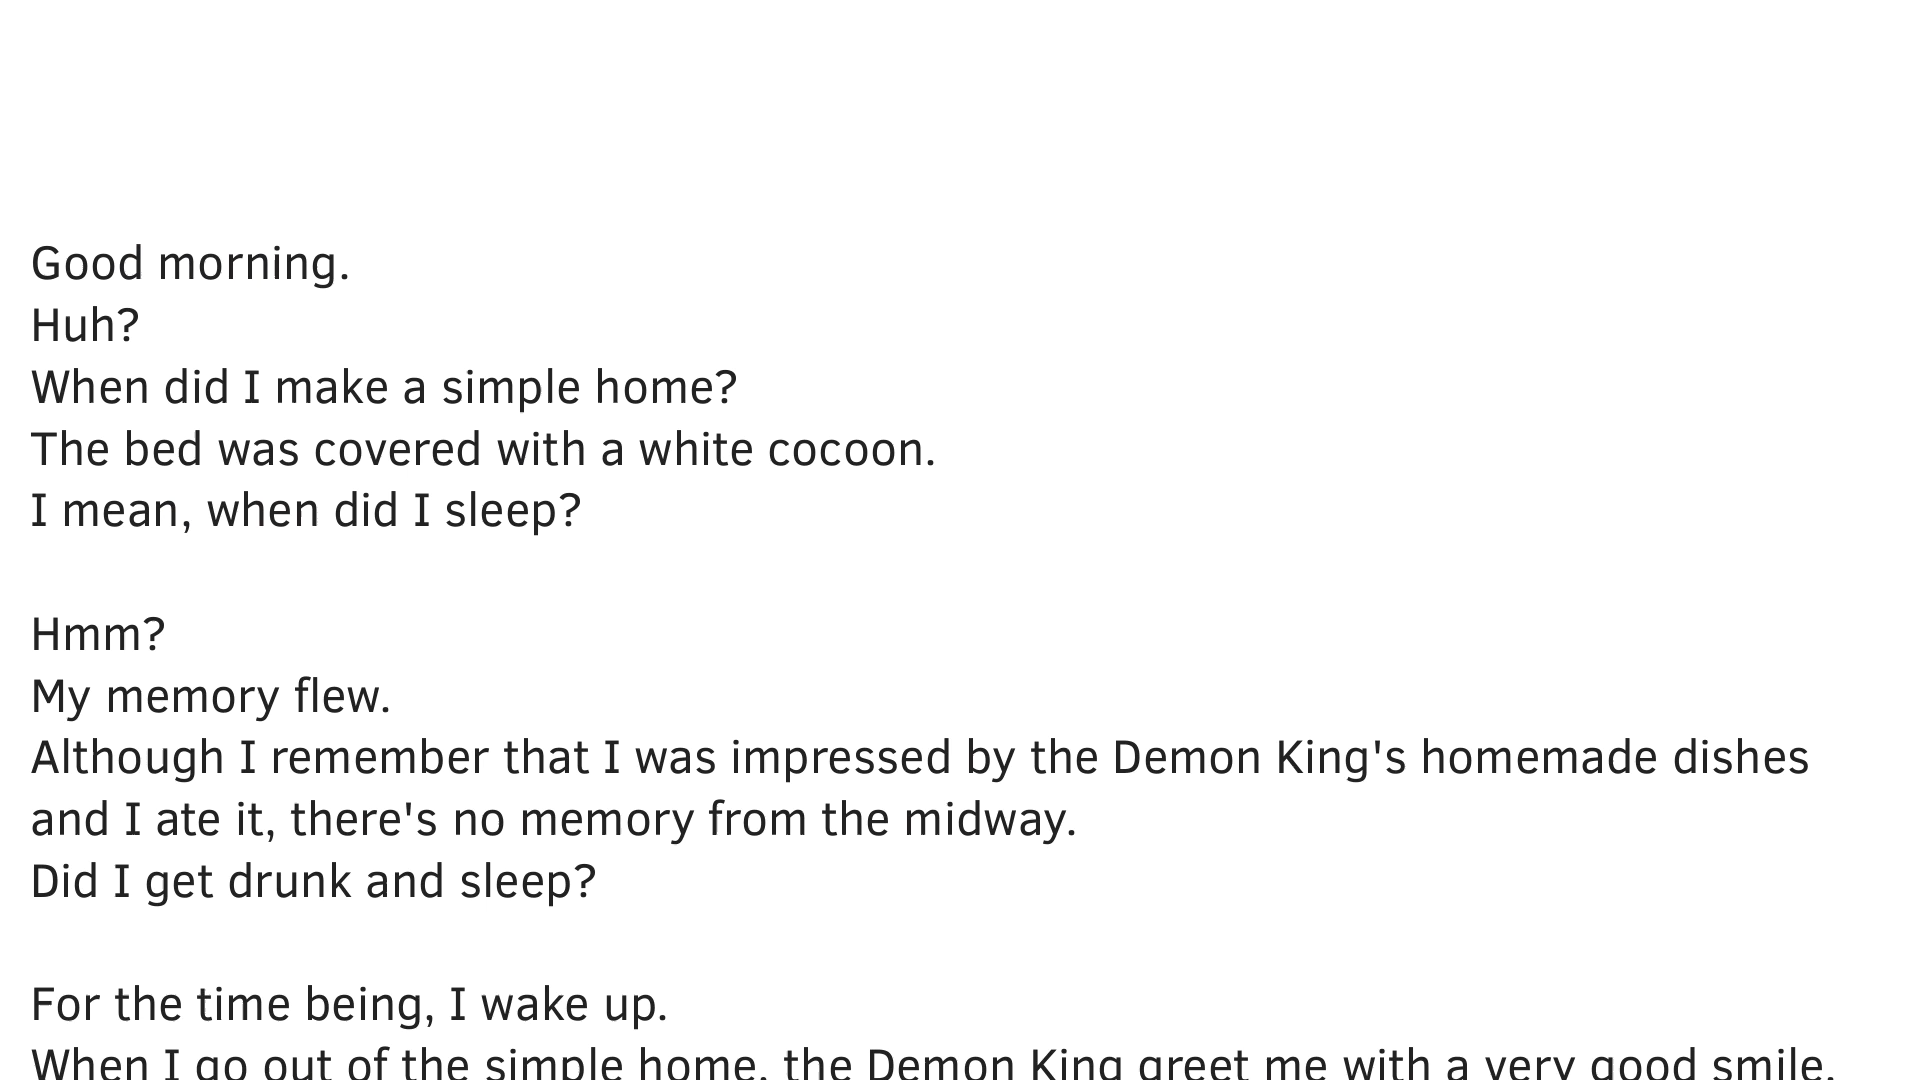 Good morning.
Huh?
When did I make a simple home?
The bed was covered with a white cocoon.
I mean, when did I sleep?
Hmm?
My memory flew.
Although I remember that I was impressed by the Demon King's homemade dishes
and I ate it, there's no memory from the midway.
Did I get drunk and sleep?
For the time being, I wake up.
When I go out of the simple home, the Demon King greet me with a very good smile.